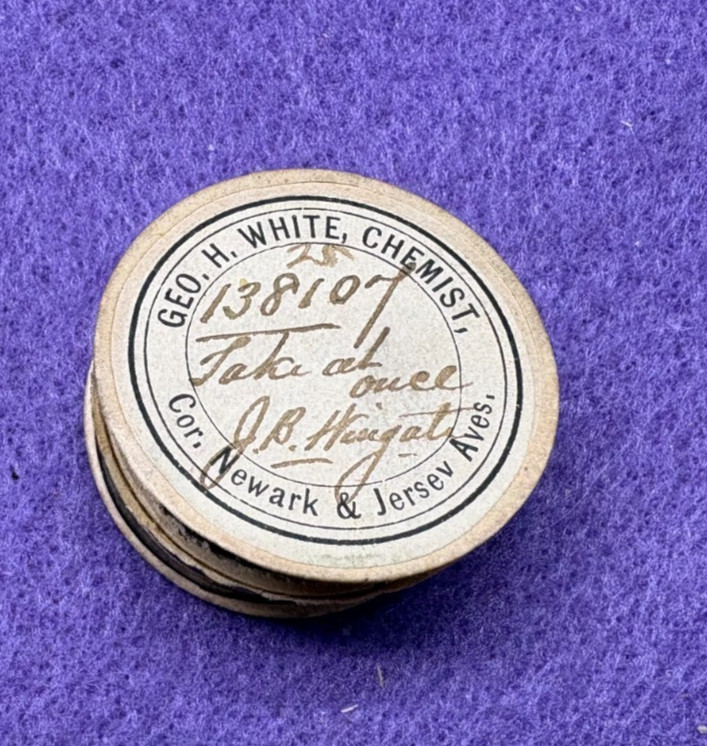 GEO. H. WHITE, CHEMIST,
25
138107
Take at
once
J.B. Wingate
Cor. Newark & Jersey Aves.